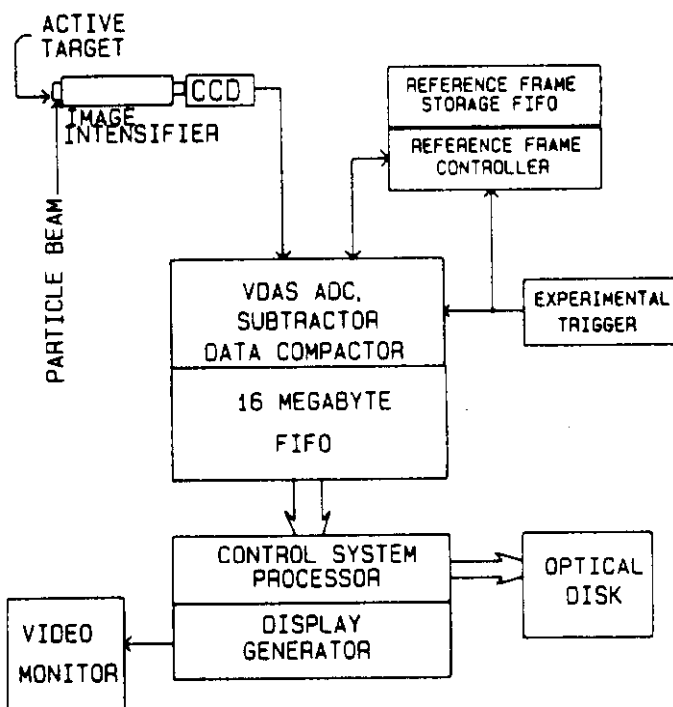 ACTIVE
TARGET
CCD
IMAGE
INTENSIFIER
PARTICLE BEAM
REFERENCE FRAME
STORAGE FIFO
REFERENCE FRAME
CONTROLLER
VDAS ADC,
SUBTRACTOR
DATA COMPACTOR
EXPERIMENTAL
TRIGGER
16 MEGABYTE
FIFO
CONTROL SYSTEM
PROCESSOR
OPTICAL
DISK
DISPLAY
GENERATOR
VIDEO
MONITOR